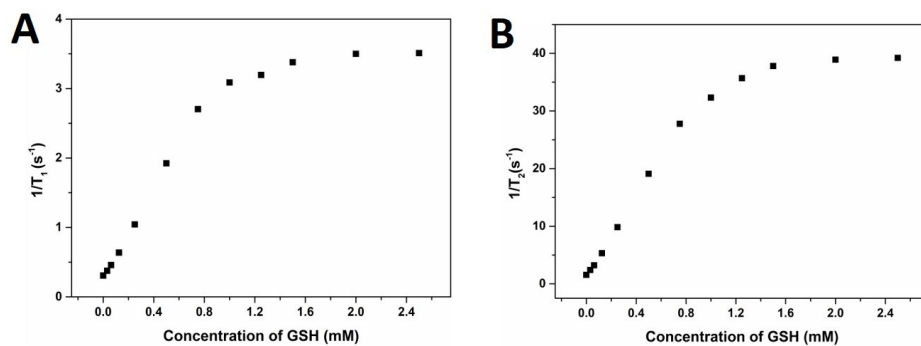 A
B
1/T1(s-1)
4
3
2
1
0
0.0 0.4 0.8 1.2 1.6 2.0 2.4
Concentration of GSH (mM)
1/T2(s-1)
40
30
20
10
0
0.0 0.4 0.8 1.2 1.6 2.0 2.4
Concentration of GSH (mM)